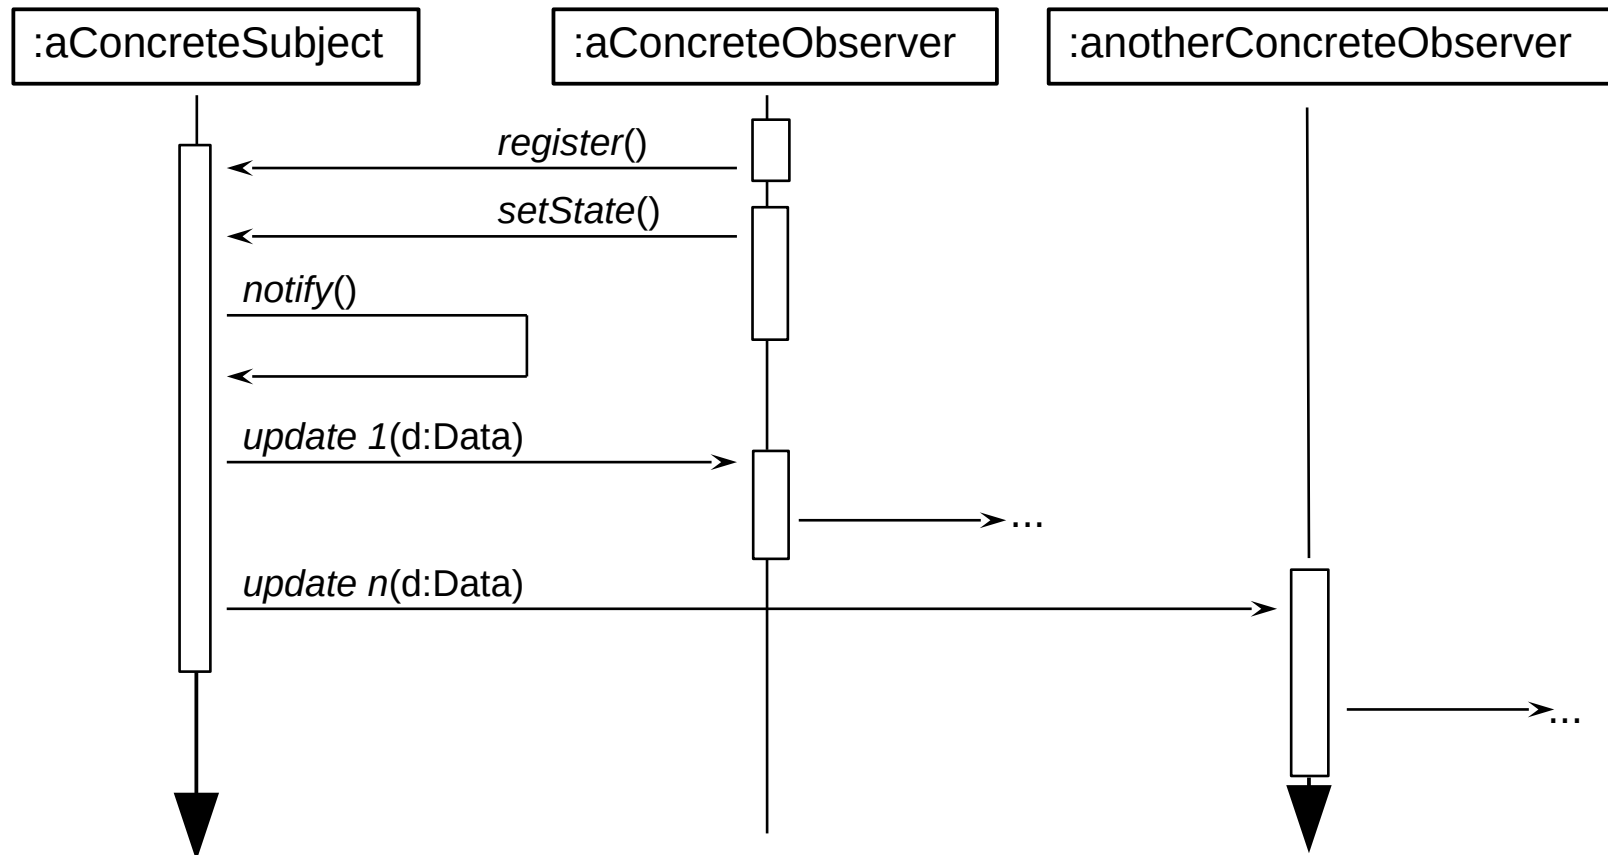 :aConcreteSubject
:aConcreteObserver
:anotherConcreteObserver
register()
setState()
notify()
update 1(d:Data)
...
update n(d:Data)
...